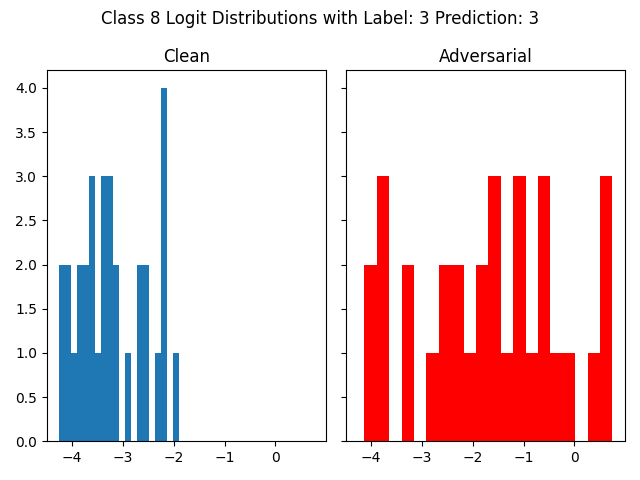 Class 8 Logit Distributions with Label: 3 Prediction: 3
Clean
Adversarial
4.0
3.5
3.0
2.5
2.0
1.5
1.0
0.5
0.0
−4 −3 −2 −1 0
−4 −3 −2 −1 0